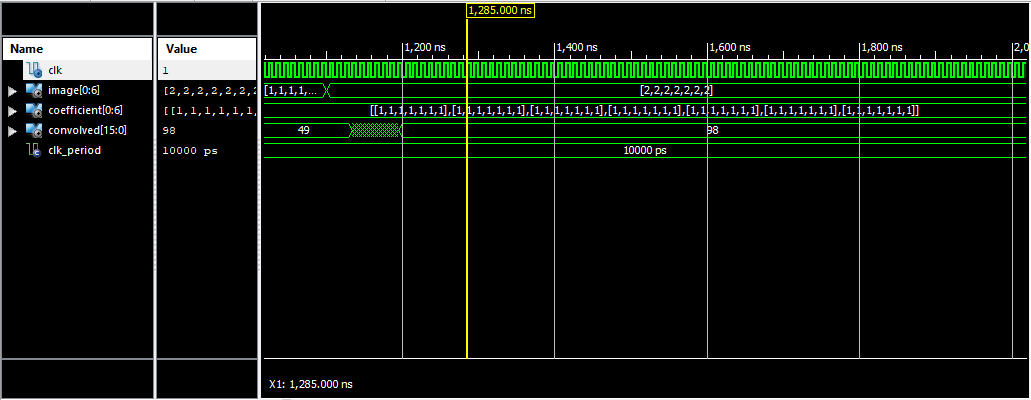 1,285.000 ns
Name Value
1,200 ns 1,400 ns 1,600 ns 1,800 ns 2,0
clk 1
image[0:6] [2,2,2,2,2,2,2 [1,1,1,1,... [2,2,2,2,2,2,2]
coefficient[0:6] [[1,1,1,1,1,1, [[1,1,1,1,1,1,1],[1,1,1,1,1,1,1],[1,1,1,1,1,1,1],[1,1,1,1,1,1,1],[1,1,1,1,1,1,1],[1,1,1,1,1,1,1],[1,1,1,1,1,1,1]]
convolved[15:0] 98 49 98
clk_period 10000 ps 10000 ps
X1: 1,285.000 ns